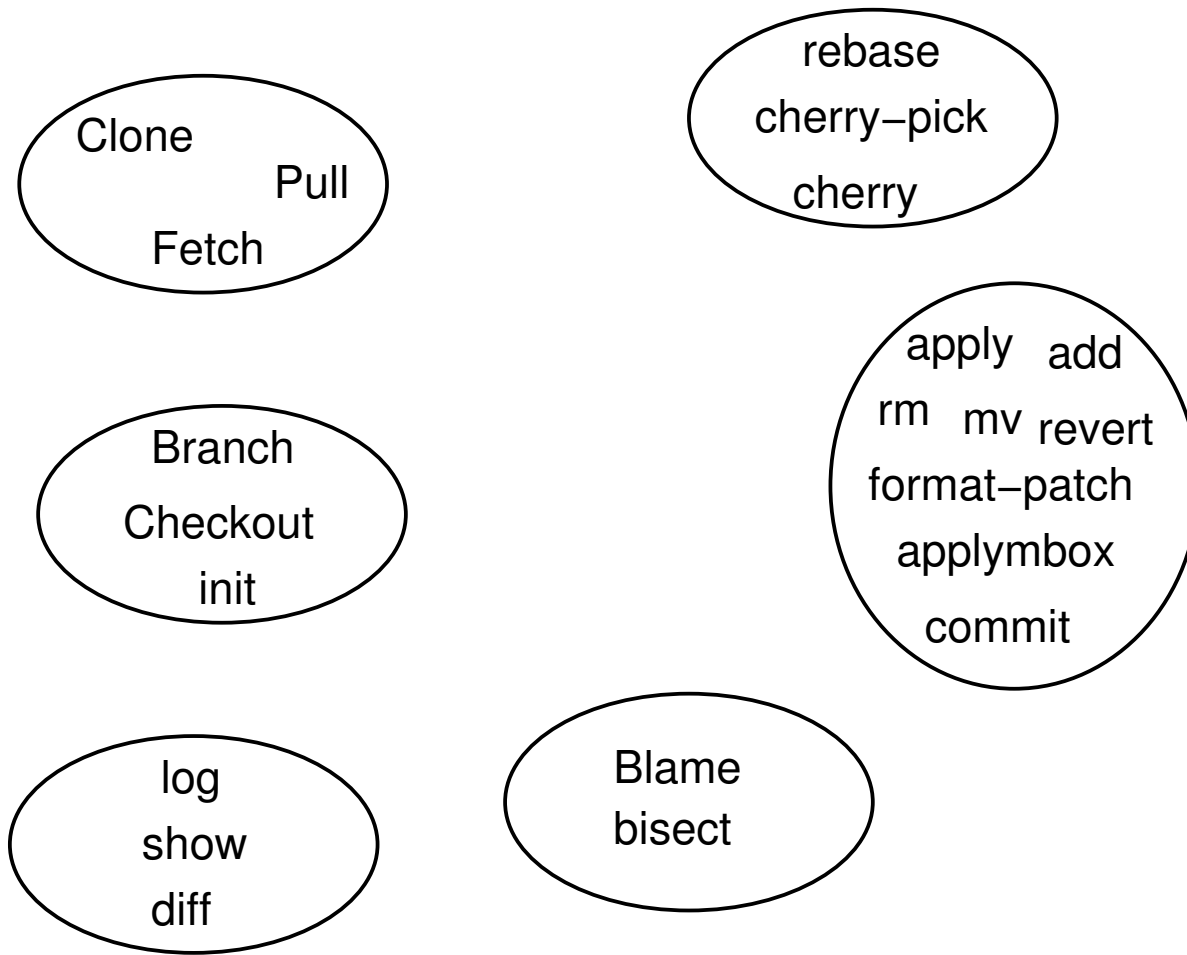 Clone
Pull
Fetch
rebase
cherry−pick
cherry
Branch
Checkout
init
apply add
rm mv revert
format−patch
applymbox
commit
log
show
diff
Blame
bisect